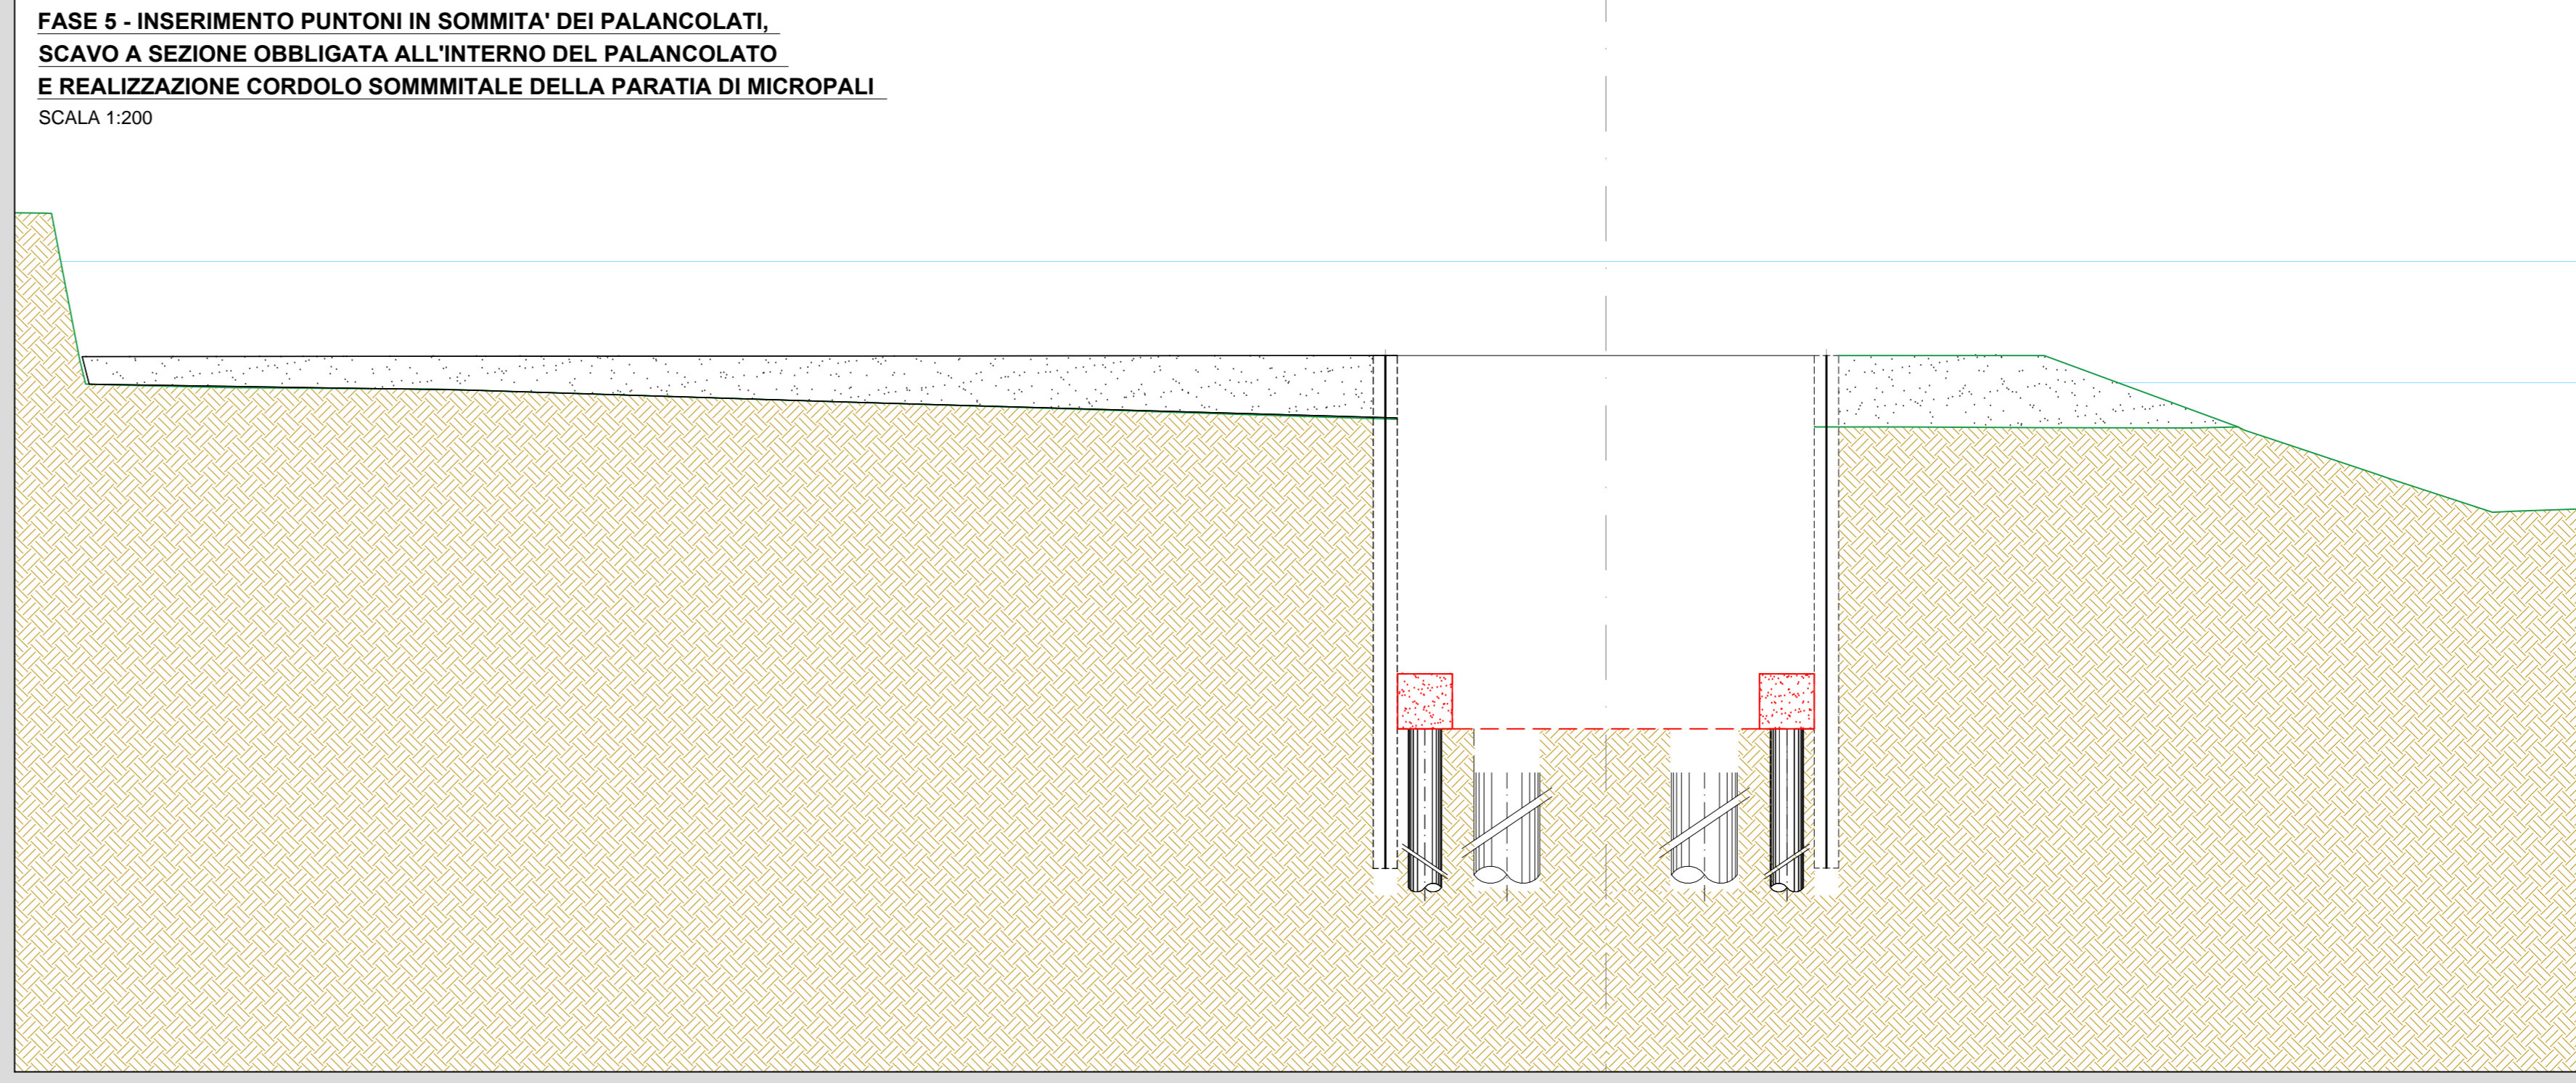 FASE 5 - INSERIMENTO PUNTONI IN SOMMITA' DEI PALANCOLATI,
SCAVO A SEZIONE OBBLIGATA ALL'INTERNO DEL PALANCOLATO
E REALIZZAZIONE CORDOLO SOMMMITALE DELLA PARATIA DI MICROPALI
SCALA 1:200